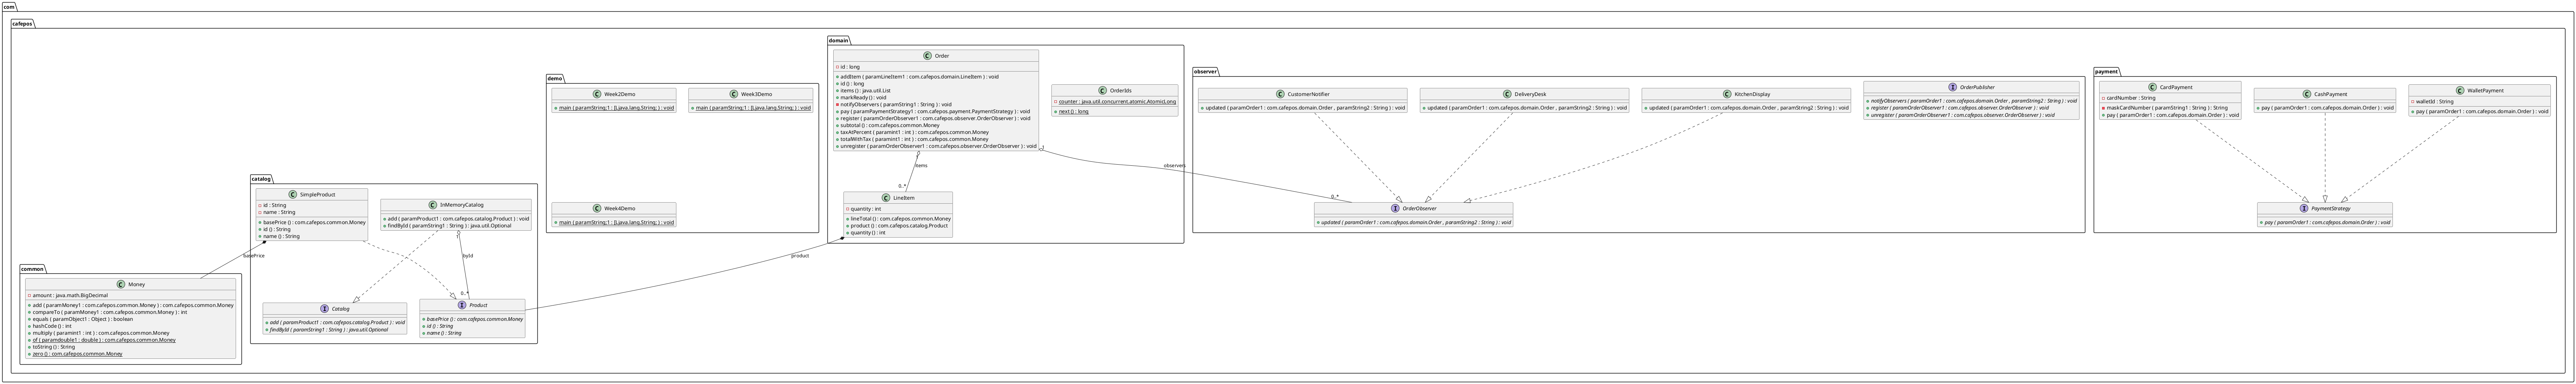 com
cafepos
domain
Order
id : long
addItem ( paramLineItem1 : com.cafepos.domain.LineItem ) : void
id () : long
items () : java.util.List
markReady () : void
notifyObservers ( paramString1 : String ) : void
pay ( paramPaymentStrategy1 : com.cafepos.payment.PaymentStrategy ) : void
register ( paramOrderObserver1 : com.cafepos.observer.OrderObserver ) : void
subtotal () : com.cafepos.common.Money
taxAtPercent ( paramint1 : int ) : com.cafepos.common.Money
totalWithTax ( paramint1 : int ) : com.cafepos.common.Money
unregister ( paramOrderObserver1 : com.cafepos.observer.OrderObserver ) : void
OrderIds
counter : java.util.concurrent.atomic.AtomicLong
next () : long
1
items
0..*
1
observers
0..*
LineItem
quantity : int
lineTotal () : com.cafepos.common.Money
product () : com.cafepos.catalog.Product
quantity () : int
product
demo
Week2Demo
main ( paramString;1 : [Ljava.lang.String; ) : void
Week3Demo
main ( paramString;1 : [Ljava.lang.String; ) : void
Week4Demo
main ( paramString;1 : [Ljava.lang.String; ) : void
observer
CustomerNotifier
updated ( paramOrder1 : com.cafepos.domain.Order , paramString2 : String ) : void
DeliveryDesk
updated ( paramOrder1 : com.cafepos.domain.Order , paramString2 : String ) : void
KitchenDisplay
updated ( paramOrder1 : com.cafepos.domain.Order , paramString2 : String ) : void
OrderPublisher
notifyObservers ( paramOrder1 : com.cafepos.domain.Order , paramString2 : String ) : void
register ( paramOrder1 : com.cafepos.observer.OrderObserver ) : void
unregister ( paramOrder1 : com.cafepos.observer.OrderObserver ) : void
OrderObserver
updated ( paramOrder1 : com.cafepos.domain.Order , paramString2 : String ) : void
payment
CardPayment
cardNumber : String
maskCardNumber ( paramString1 : String ) : String
pay ( paramOrder1 : com.cafepos.domain.Order ) : void
CashPayment
pay ( paramOrder1 : com.cafepos.domain.Order ) : void
WalletPayment
walletId : String
pay ( paramOrder1 : com.cafepos.domain.Order ) : void
PaymentStrategy
pay ( paramOrder1 : com.cafepos.domain.Order ) : void
catalog
SimpleProduct
id : String
name : String
basePrice () : com.cafepos.common.Money
id () : String
name () : String
InMemoryCatalog
add ( paramProduct1 : com.cafepos.catalog.Product ) : void
findById ( paramString1 : String ) : java.util.Optional
basePrice
byId
0..*
Catalog
add ( paramProduct1 : com.cafepos.catalog.Product ) : void
findById ( paramString1 : String ) : java.util.Optional
Product
basePrice () : com.cafepos.common.Money
id () : String
name () : String
common
Money
amount : java.math.BigDecimal
add ( paramMoney1 : com.cafepos.common.Money ) : com.cafepos.common.Money
compareTo ( paramMoney1 : com.cafepos.common.Money ) : int
equals ( paramObject1 : Object ) : boolean
hashCode () : int
multiply ( paramint1 : int ) : com.cafepos.common.Money
of ( paramdouble1 : double ) : com.cafepos.common.Money
toString () : String
zero () : com.cafepos.common.Money